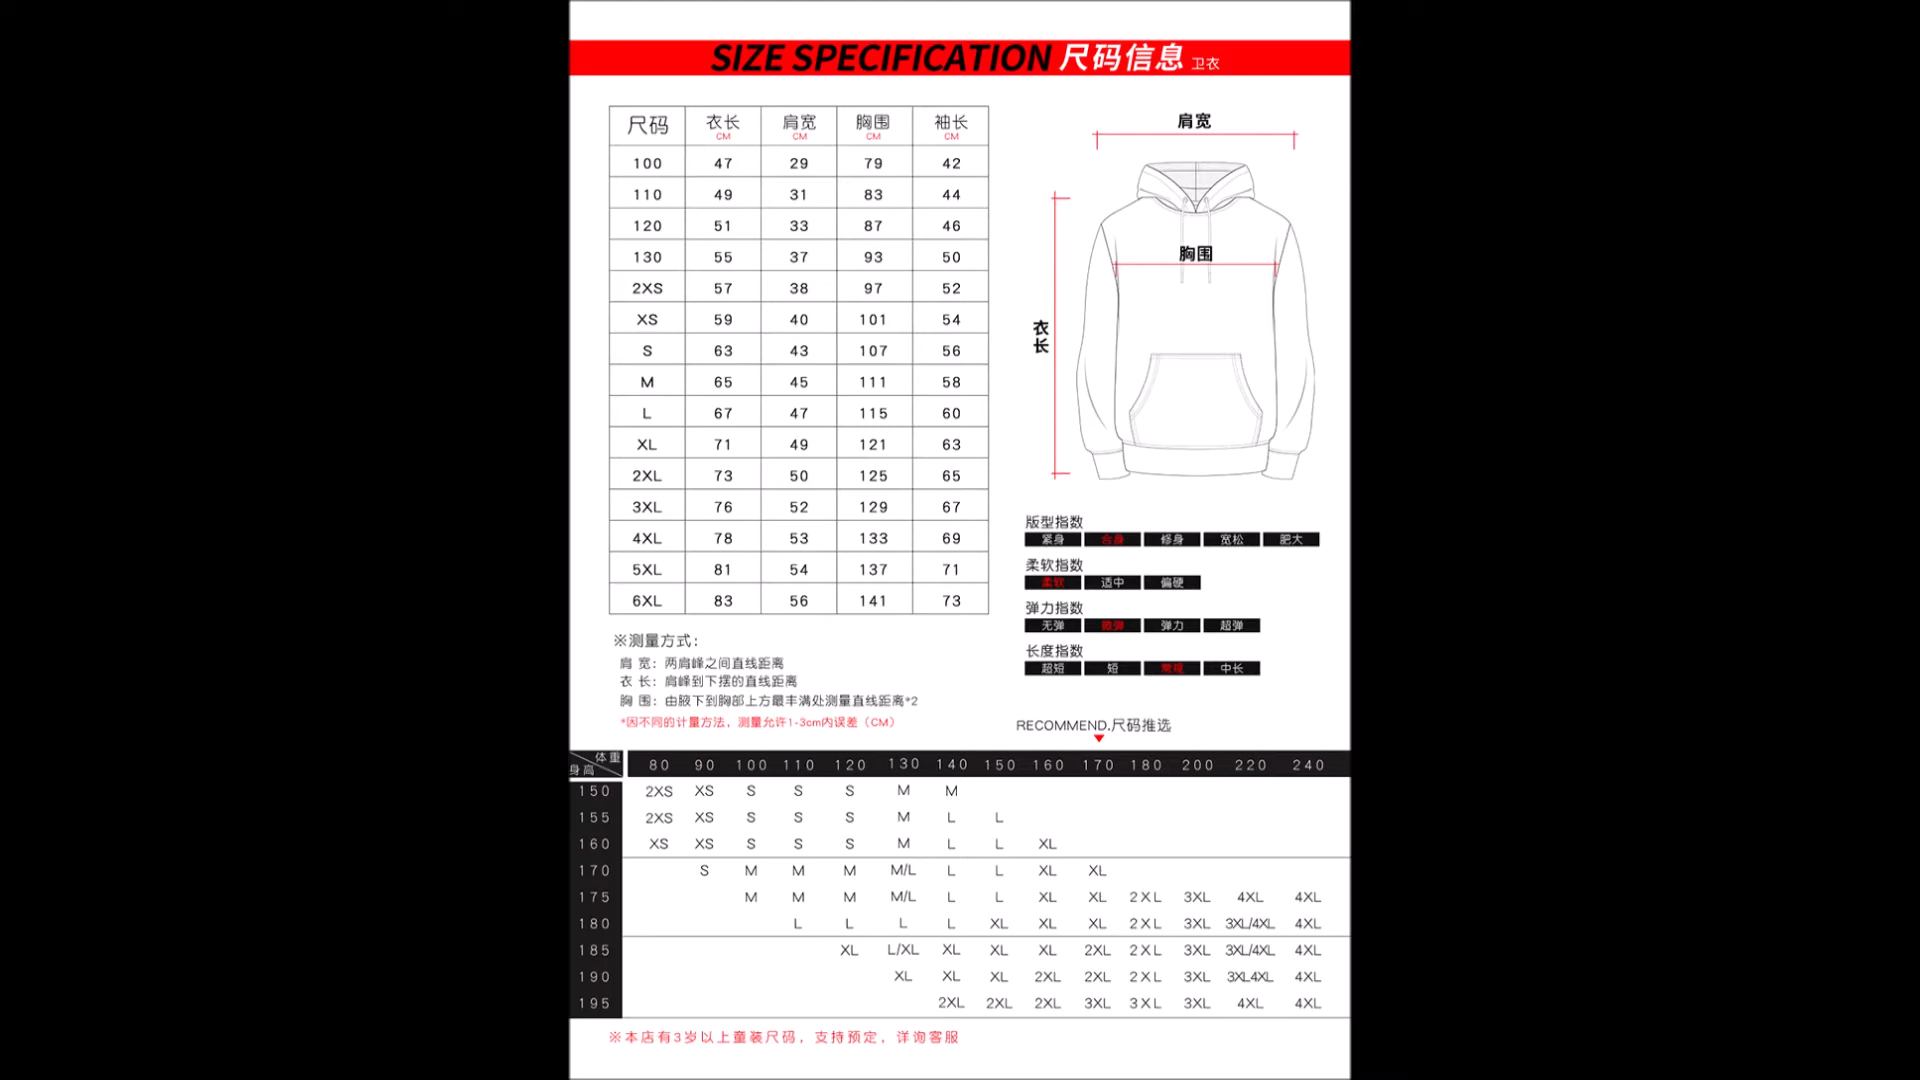 SIZE SPECIFICATION 尺码信息 卫衣
尺码 衣长 CM 肩宽 CM 胸围 CM 袖长 CM
100 47 29 79 42
110 49 31 83 44
120 51 33 87 46
130 55 37 93 50
2XS 57 38 97 52
XS 59 40 101 54
S 63 43 107 56
M 65 45 111 58
L 67 47 115 60
XL 71 49 121 63
2XL 73 50 125 65
3XL 76 52 129 67
4XL 78 53 133 69
5XL 81 54 137 71
6XL 83 56 141 73
肩宽
胸围
衣长
版型指数
紧身 合身 修身 宽松 肥大
柔软指数
柔软 适中 偏硬
弹力指数
无弹 微弹 弹力 超弹
长度指数
超短 短 常规 中长
※测量方式：
肩 宽：两肩峰之间直线距离
衣 长：肩峰到下摆的直线距离
胸 围：由腋下到胸部上方最丰满处测量直线距离*2
*因不同的计量方法，测量允许1-3cm内误差（CM）
RECOMMEND.尺码推选
体重 身高 80 90 100 110 120 130 140 150 160 170 180 200 220 240
150 2XS XS S S S M M
155 2XS XS S S S M L L
160 XS XS S S S M L L XL
170 S M M M M/L L L XL XL
175 M M M M/L L L XL XL 2XL 3XL 4XL 4XL
180 L L L L XL XL XL 2XL 3XL 3XL/4XL 4XL
185 XL L/XL XL XL XL 2XL 2XL 3XL 3XL/4XL 4XL
190 XL XL XL 2XL 2XL 2XL 3XL 3XL4XL 4XL
195 2XL 2XL 2XL 3XL 3XL 3XL 4XL 4XL
※本店有3岁以上童装尺码，支持预定，详询客服